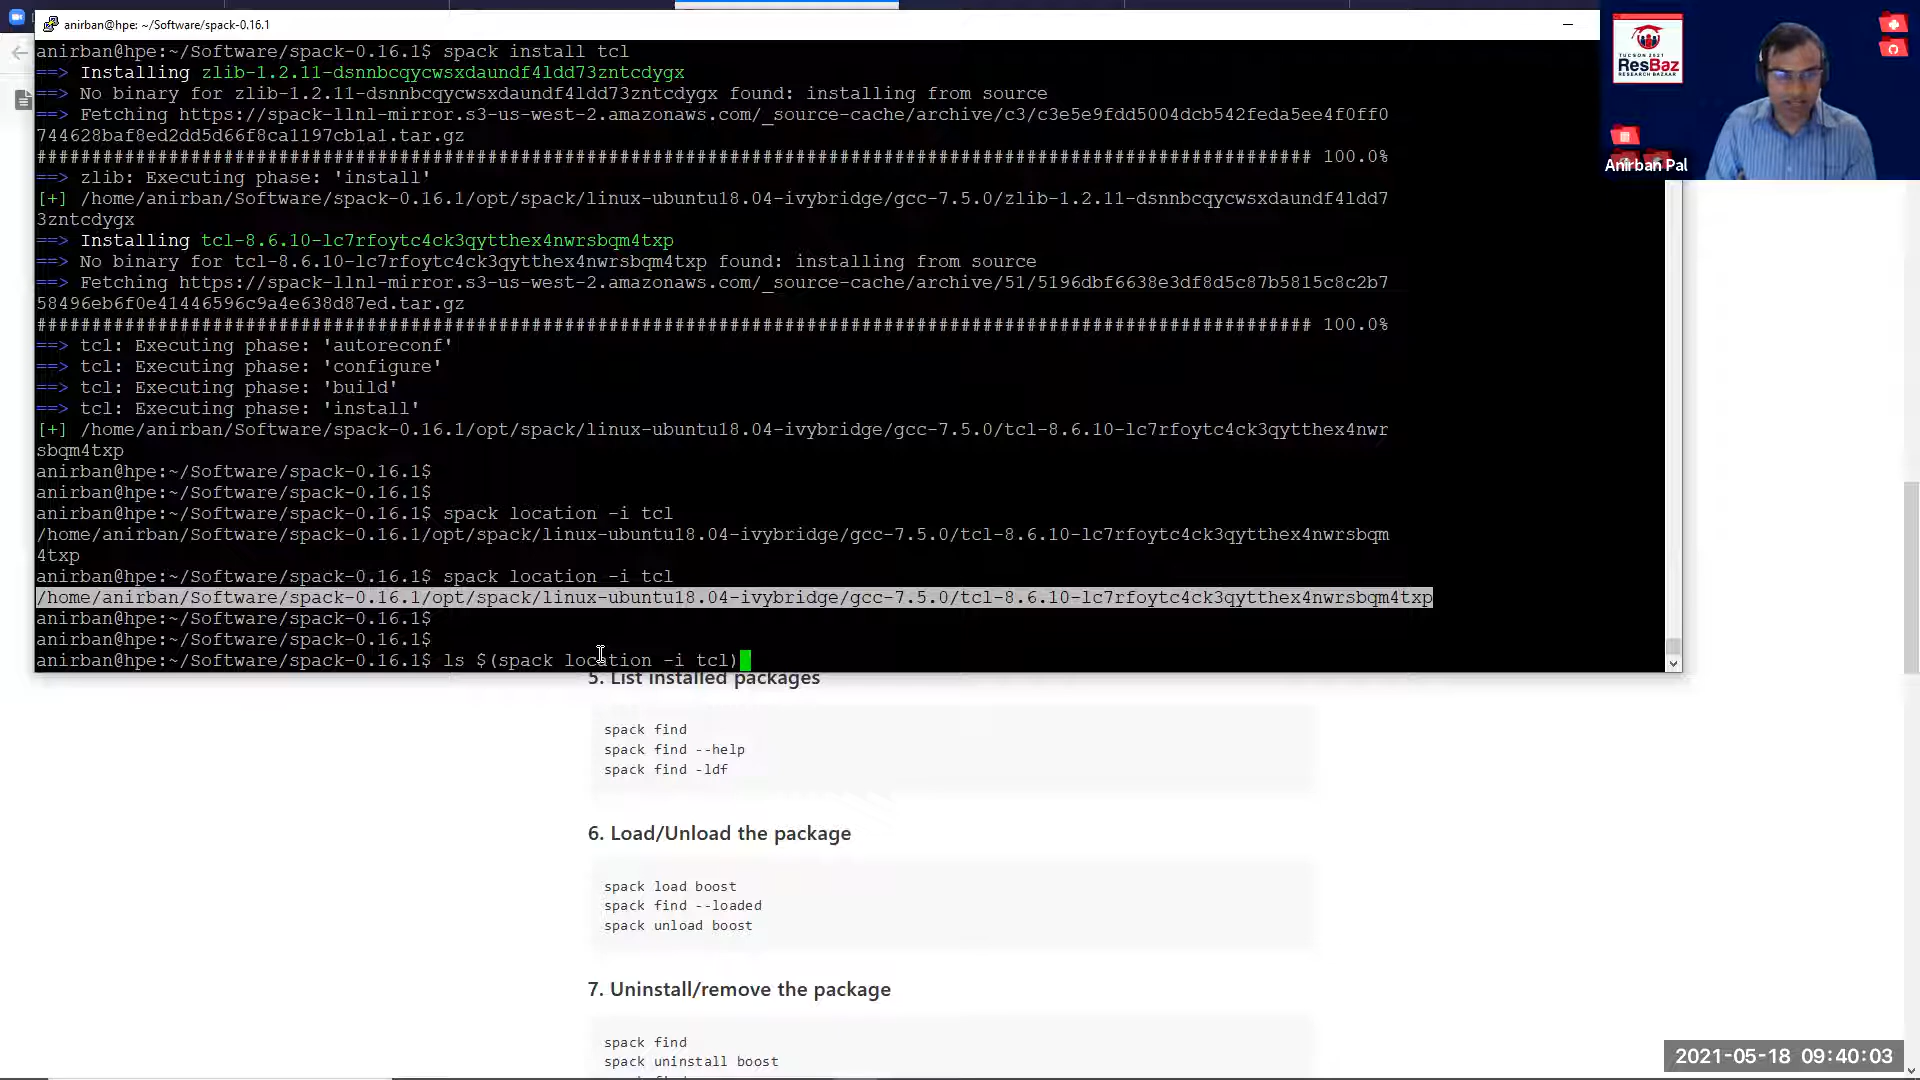 anirban@hpe: ~/Software/spack-0.16.1
anirban@hpe:~/Software/spack-0.16.1$ spack install tcl
==> Installing zlib-1.2.11-dsnnbcqycwsxdaundf4ldd73zntcdygx
==> No binary for zlib-1.2.11-dsnnbcqycwsxdaundf4ldd73zntcdygx found: installing from source
==> Fetching https://spack-llnl-mirror.s3-us-west-2.amazonaws.com/_source-cache/archive/c3/c3e5e9fdd5004dcb542feda5ee4f0ff0
744628baf8ed2dd5d66f8ca1197cb1a1.tar.gz
#################################################################################################################### 100.0%
==> zlib: Executing phase: 'install'
[+] /home/anirban/Software/spack-0.16.1/opt/spack/linux-ubuntu18.04-ivybridge/gcc-7.5.0/zlib-1.2.11-dsnnbcqycwsxdaundf4ldd7
3zntcdygx
==> Installing tcl-8.6.10-lc7rfoytc4ck3qytthex4nwrsbqm4txp
==> No binary for tcl-8.6.10-lc7rfoytc4ck3qytthex4nwrsbqm4txp found: installing from source
==> Fetching https://spack-llnl-mirror.s3-us-west-2.amazonaws.com/_source-cache/archive/51/5196dbf6638e3df8d5c87b5815c8c2b7
58496eb6f0e41446596c9a4e638d87ed.tar.gz
#################################################################################################################### 100.0%
==> tcl: Executing phase: 'autoreconf'
==> tcl: Executing phase: 'configure'
==> tcl: Executing phase: 'build'
==> tcl: Executing phase: 'install'
[+] /home/anirban/Software/spack-0.16.1/opt/spack/linux-ubuntu18.04-ivybridge/gcc-7.5.0/tcl-8.6.10-lc7rfoytc4ck3qytthex4nwr
sbqm4txp
anirban@hpe:~/Software/spack-0.16.1$
anirban@hpe:~/Software/spack-0.16.1$
anirban@hpe:~/Software/spack-0.16.1$ spack location -i tcl
/home/anirban/Software/spack-0.16.1/opt/spack/linux-ubuntu18.04-ivybridge/gcc-7.5.0/tcl-8.6.10-lc7rfoytc4ck3qytthex4nwrsbqm
4txp
anirban@hpe:~/Software/spack-0.16.1$ spack location -i tcl
/home/anirban/Software/spack-0.16.1/opt/spack/linux-ubuntu18.04-ivybridge/gcc-7.5.0/tcl-8.6.10-lc7rfoytc4ck3qytthex4nwrsbqm4txp
anirban@hpe:~/Software/spack-0.16.1$
anirban@hpe:~/Software/spack-0.16.1$
anirban@hpe:~/Software/spack-0.16.1$ ls $(spack location -i tcl)
TUCSON 2021
ResBaz
RESEARCH BAZAAR
Anirban Pal
5. List installed packages
spack find
spack find --help
spack find -ldf
6. Load/Unload the package
spack load boost
spack find --loaded
spack unload boost
7. Uninstall/remove the package
spack find
spack uninstall boost
2021-05-18 09:40:03